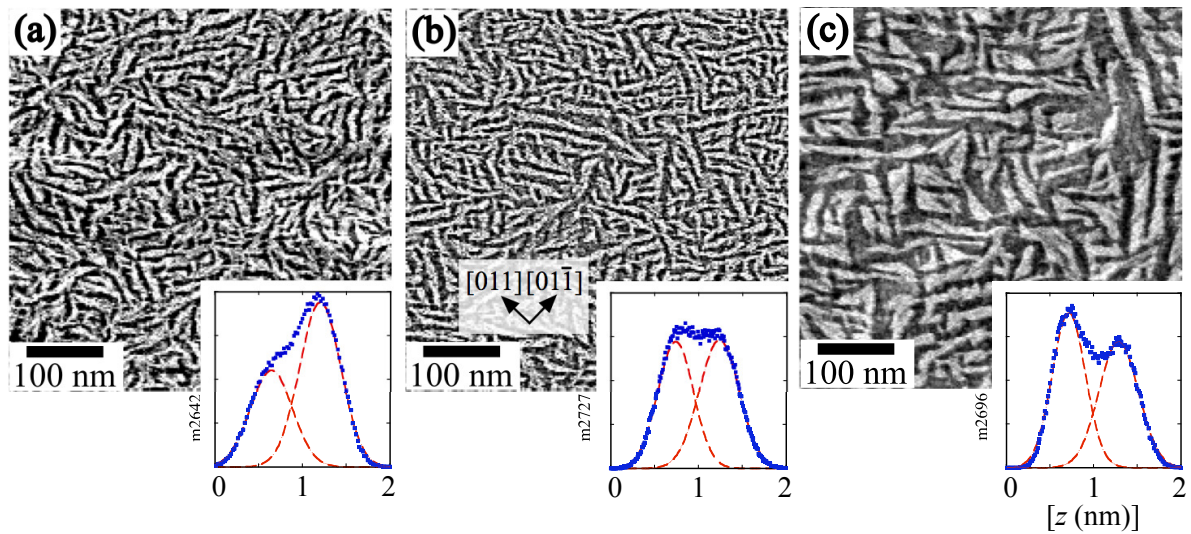 (a)
(b)
(c)
[011][01̄1̄]
100 nm
100 nm
100 nm
m2642
m2727
m2696
0 1 2
0 1 2
0 1 2
[z (nm)]